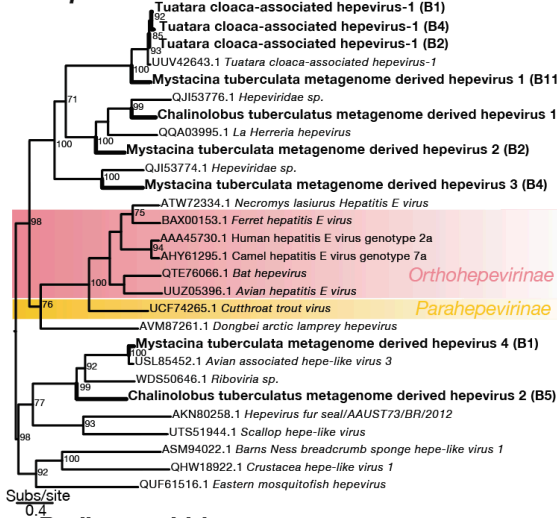 Tuatara cloaca-associated hepevirus-1 (B1)
92
Tuatara cloaca-associated hepevirus-1 (B4)
85
Tuatara cloaca-associated hepevirus-1 (B2)
93
UUV42643.1 Tuatara cloaca-associated hepevirus-1
100
Mystacina tuberculata metagenome derived hepevirus 1 (B11
QJI53776.1 Hepeviridae sp.
71
99
Chalinolobus tuberculatus metagenome derived hepevirus 1
QQA03995.1 La Herreria hepevirus
100
100
Mystacina tuberculata metagenome derived hepevirus 2 (B2)
QJI53774.1 Hepeviridae sp.
100
Mystacina tuberculata metagenome derived hepevirus 3 (B4)
ATW72334.1 Necromys lasiurus Hepatitis E virus
75
98
BAX00153.1 Ferret hepatitis E virus
AAA45730.1 Human hepatitis E virus genotype 2a
94
AHY61295.1 Camel hepatitis E virus genotype 7a
QTE76066.1 Bat hepevirus
Orthohepevirinae
100
UUZ05396.1 Avian hepatitis E virus
76
UCF74265.1 Cutthroat trout virus
Parahepevirinae
AVM87261.1 Dongbei arctic lamprey hepevirus
Mystacina tuberculata metagenome derived hepevirus 4 (B1)
100
USL85452.1 Avian associated hepe-like virus 3
92
WDS50646.1 Riboviria sp.
99
Chalinolobus tuberculatus metagenome derived hepevirus 2 (B5)
77
AKN80258.1 Hepevirus fur seal/AAUST73/BR/2012
93
UTS51944.1 Scallop hepe-like virus
98
ASM94022.1 Barns Ness breadcrumb sponge hepe-like virus 1
100
QHW18922.1 Crustacea hepe-like virus 1
92
QUF61516.1 Eastern mosquitofish hepevirus
Subs/site
0.4